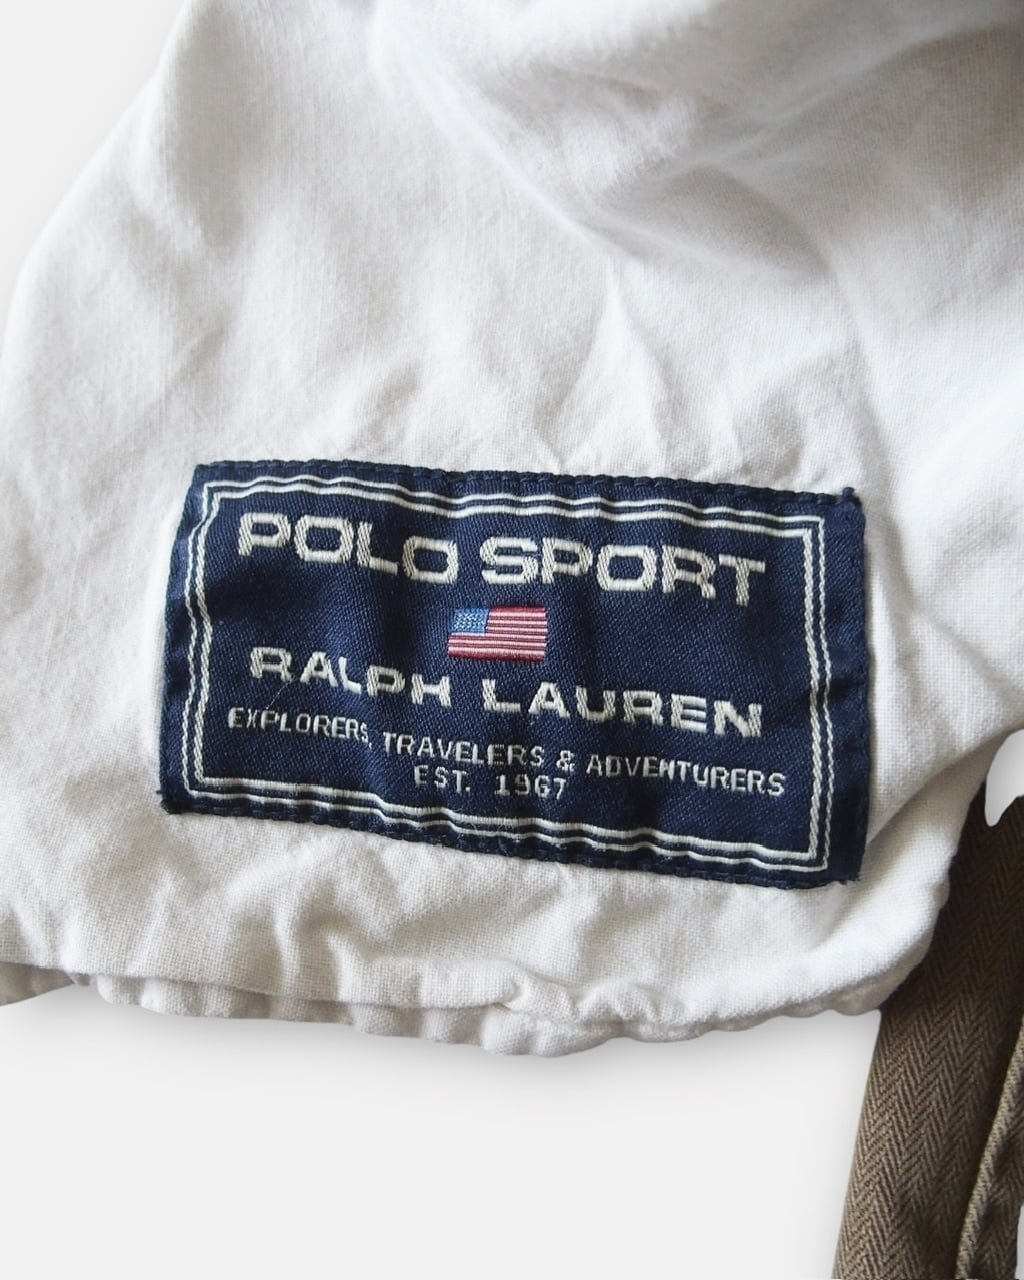 POLO SPORT
RALPH LAUREN
EXPLORERS, TRAVELERS & ADVENTURERS
EST. 1967